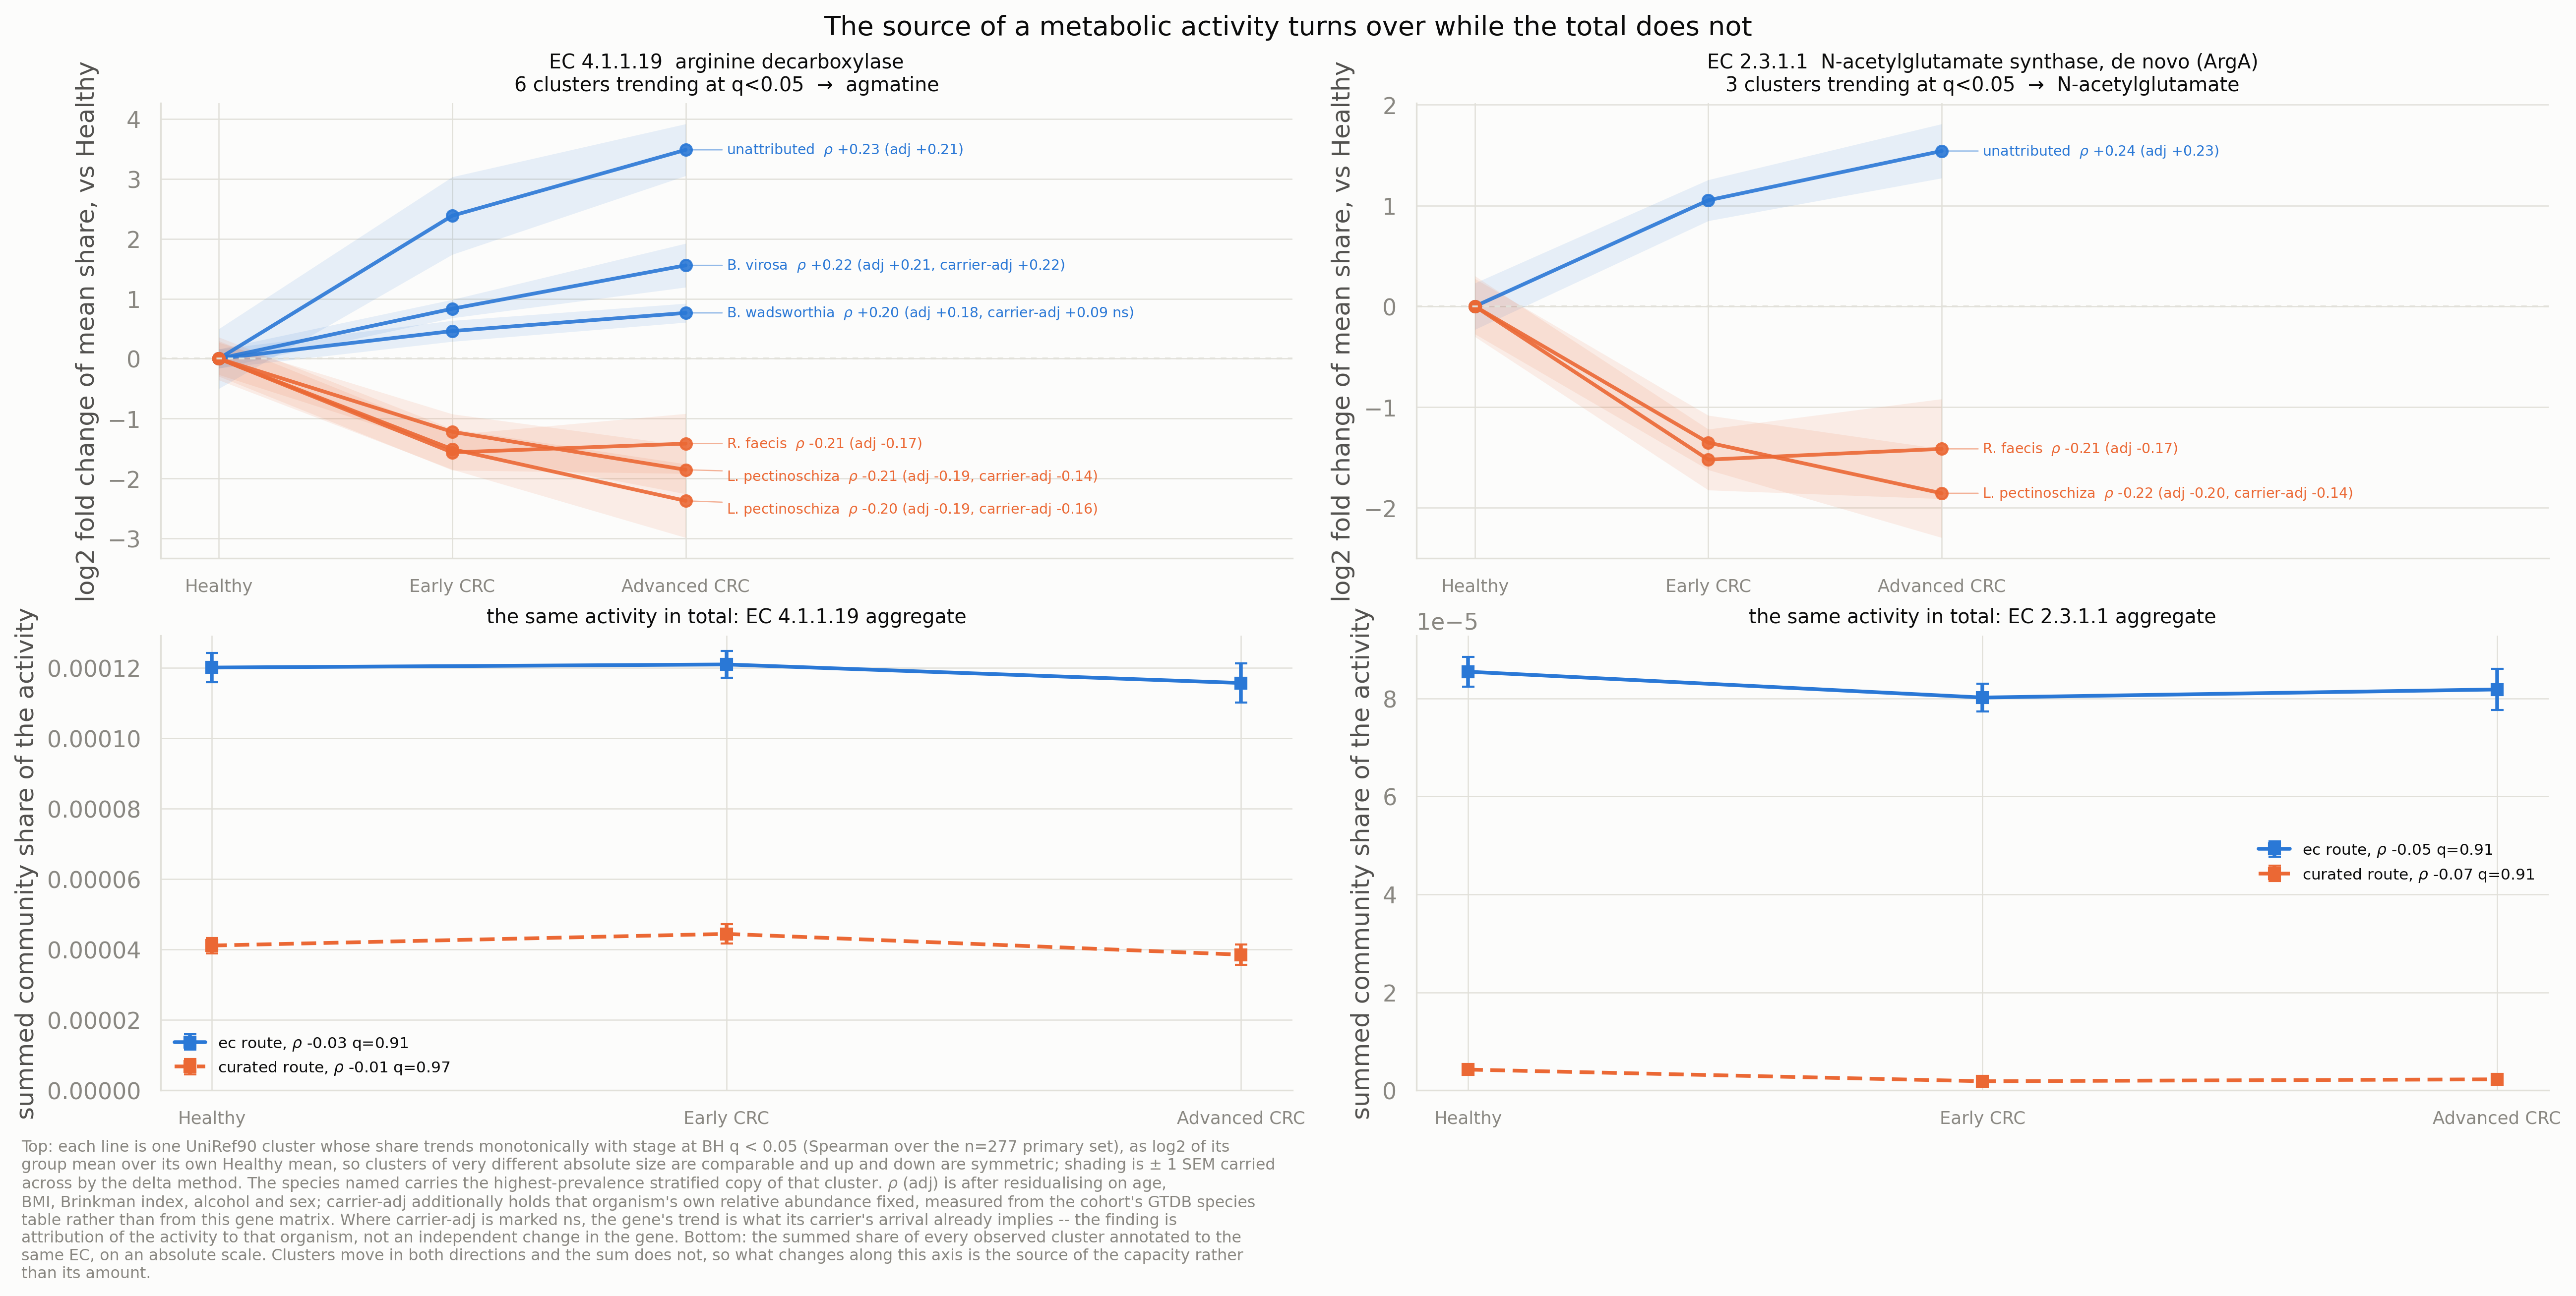 The source of a metabolic activity turns over while the total does not
EC 4.1.1.19  arginine decarboxylase
6 clusters trending at q<0.05  →  agmatine
log2 fold change of mean share, vs Healthy
4
3
2
1
0
−1
−2
−3
unattributed  ρ +0.23 (adj +0.21)
B. virosa  ρ +0.22 (adj +0.21, carrier-adj +0.22)
B. wadsworthia  ρ +0.20 (adj +0.18, carrier-adj +0.09 ns)
R. faecis  ρ -0.21 (adj -0.17)
L. pectinoschiza  ρ -0.21 (adj -0.19, carrier-adj -0.14)
L. pectinoschiza  ρ -0.20 (adj -0.19, carrier-adj -0.16)
Healthy
Early CRC
Advanced CRC
EC 2.3.1.1  N-acetylglutamate synthase, de novo (ArgA)
3 clusters trending at q<0.05  →  N-acetylglutamate
log2 fold change of mean share, vs Healthy
2
1
0
−1
−2
unattributed  ρ +0.24 (adj +0.23)
R. faecis  ρ -0.21 (adj -0.17)
L. pectinoschiza  ρ -0.22 (adj -0.20, carrier-adj -0.14)
Healthy
Early CRC
Advanced CRC
the same activity in total: EC 4.1.1.19 aggregate
summed community share of the activity
0.00012
0.00010
0.00008
0.00006
0.00004
0.00002
0.00000
ec route, ρ -0.03 q=0.91
curated route, ρ -0.01 q=0.97
Healthy
Early CRC
Advanced CRC
the same activity in total: EC 2.3.1.1 aggregate
summed community share of the activity
1e−5
8
6
4
2
0
ec route, ρ -0.05 q=0.91
curated route, ρ -0.07 q=0.91
Healthy
Early CRC
Advanced CRC
Top: each line is one UniRef90 cluster whose share trends monotonically with stage at BH q < 0.05 (Spearman over the n=277 primary set), as log2 of its
group mean over its own Healthy mean, so clusters of very different absolute size are comparable and up and down are symmetric; shading is ± 1 SEM carried
across by the delta method. The species named carries the highest-prevalence stratified copy of that cluster. ρ (adj) is after residualising on age,
BMI, Brinkman index, alcohol and sex; carrier-adj additionally holds that organism's own relative abundance fixed, measured from the cohort's GTDB species
table rather than from this gene matrix. Where carrier-adj is marked ns, the gene's trend is what its carrier's arrival already implies -- the finding is
attribution of the activity to that organism, not an independent change in the gene. Bottom: the summed share of every observed cluster annotated to the
same EC, on an absolute scale. Clusters move in both directions and the sum does not, so what changes along this axis is the source of the capacity rather
than its amount.